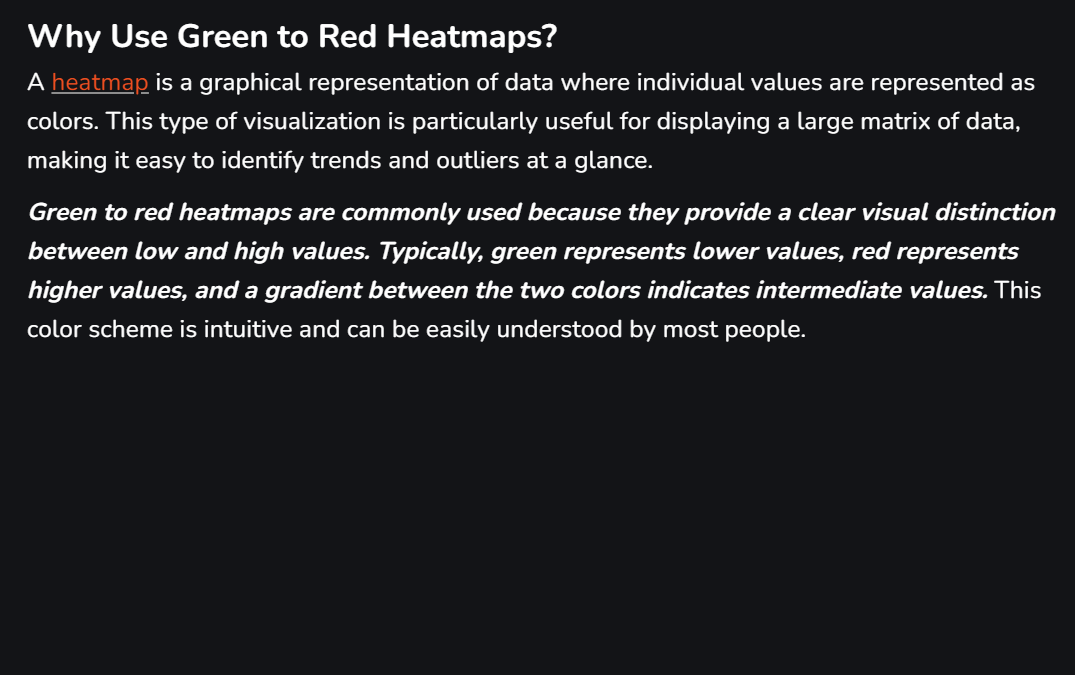 Why Use Green to Red Heatmaps?
A heatmap is a graphical representation of data where individual values are represented as
colors. This type of visualization is particularly useful for displaying a large matrix of data,
making it easy to identify trends and outliers at a glance.
Green to red heatmaps are commonly used because they provide a clear visual distinction
between low and high values. Typically, green represents lower values, red represents
higher values, and a gradient between the two colors indicates intermediate values. This
color scheme is intuitive and can be easily understood by most people.